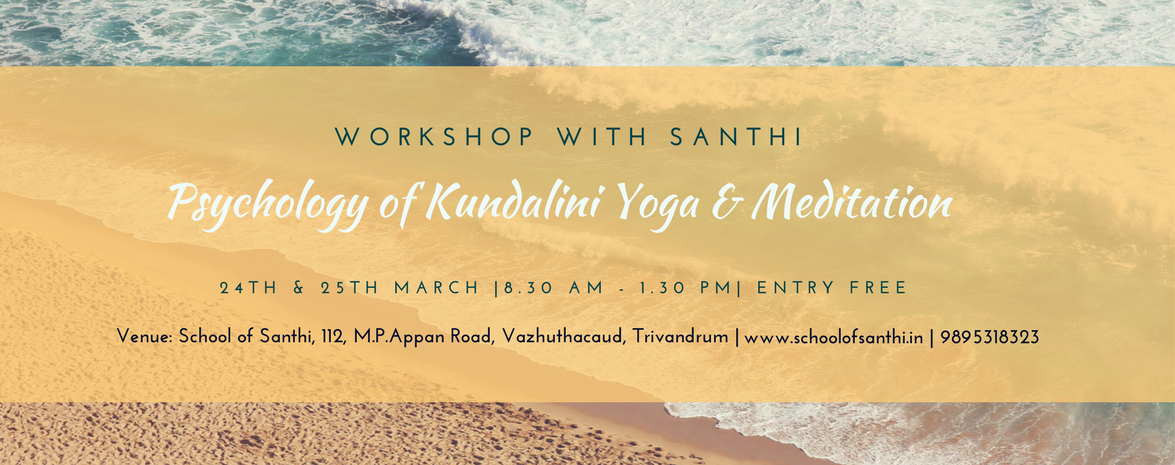 WORKSHOP WITH SANTHI
Psychology of Kundalini Yoga & Meditation
24TH & 25TH MARCH |8.30 AM - 1.30 PM| ENTRY FREE
Venue: School of Santhi, 112, M.P.Appan Road, Vazhuthacaud, Trivandrum | www.schoolofsanthi.in | 9895318323